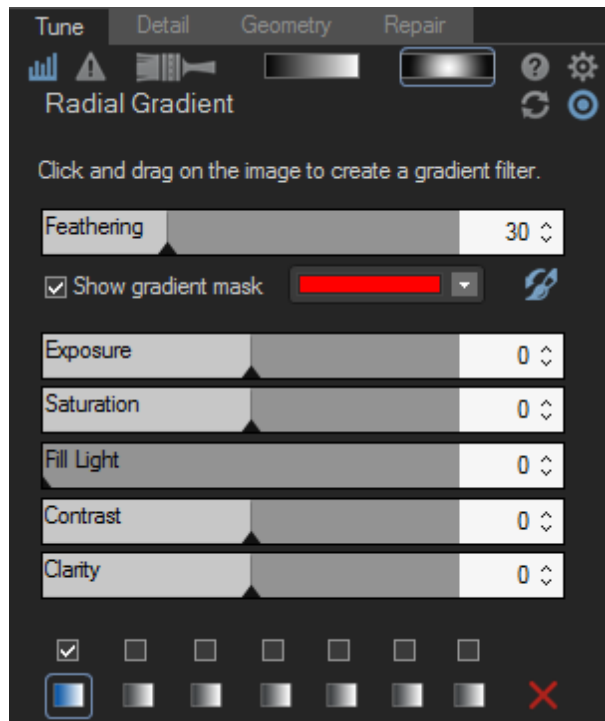 Tune Detail Geometry Repair
Radial Gradient
Click and drag on the image to create a gradient filter.
Feathering 30
Show gradient mask
Exposure 0
Saturation 0
Fill Light 0
Contrast 0
Clarity 0